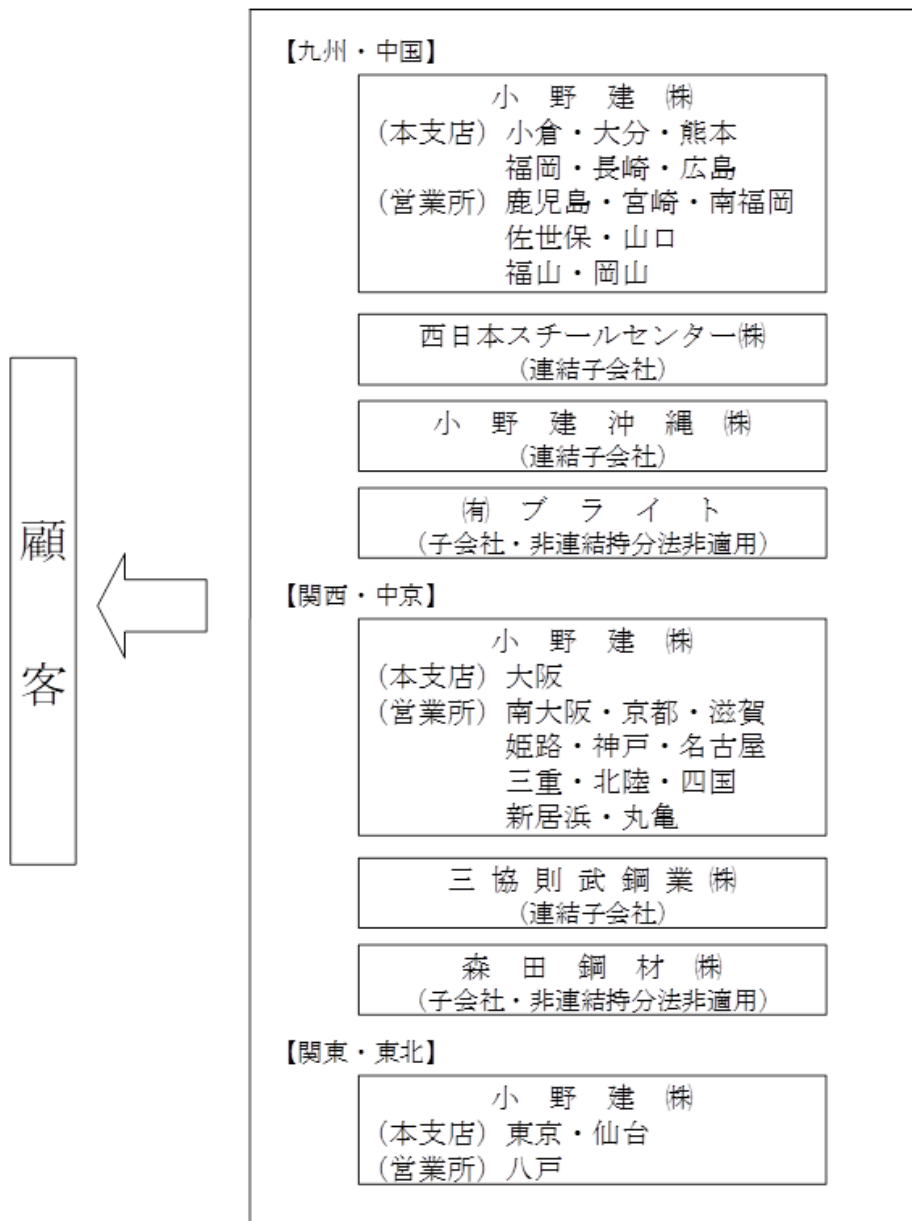 【九州・中国】
小野建㈱
（本支店）小倉・大分・熊本
福岡・長崎・広島
（営業所）鹿児島・宮崎・南福岡
佐世保・山口
福山・岡山
西日本スチールセンター㈱
（連結子会社）
小野建沖縄㈱
（連結子会社）
㈲ブライト
（子会社・非連結持分法非適用）
顧客
【関西・中京】
小野建㈱
（本支店）大阪
（営業所）南大阪・京都・滋賀
姫路・神戸・名古屋
三重・北陸・四国
新居浜・丸亀
三協則武鋼業㈱
（連結子会社）
森田鋼材㈱
（子会社・非連結持分法非適用）
【関東・東北】
小野建㈱
（本支店）東京・仙台
（営業所）八戸